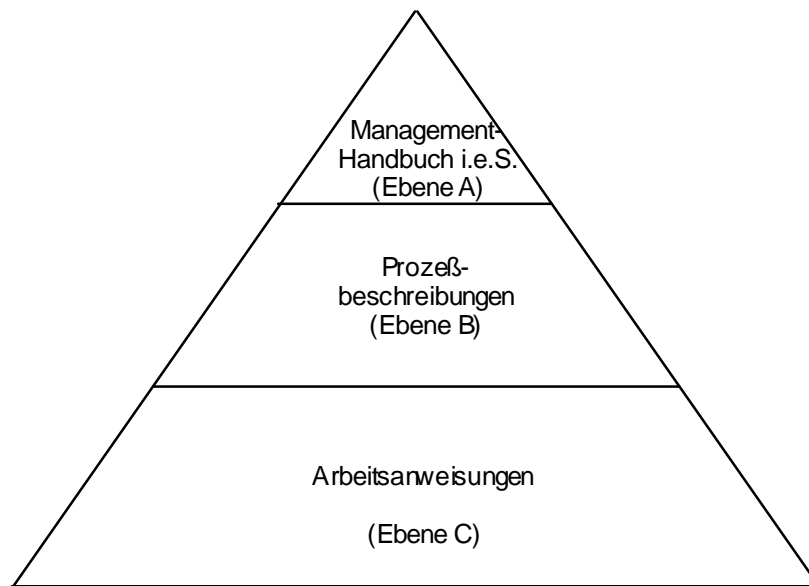 Management-
Handbuch i.e.S.
(Ebene A)
Prozeß-
beschreibungen
(Ebene B)
Arbeitsanweisungen
(Ebene C)